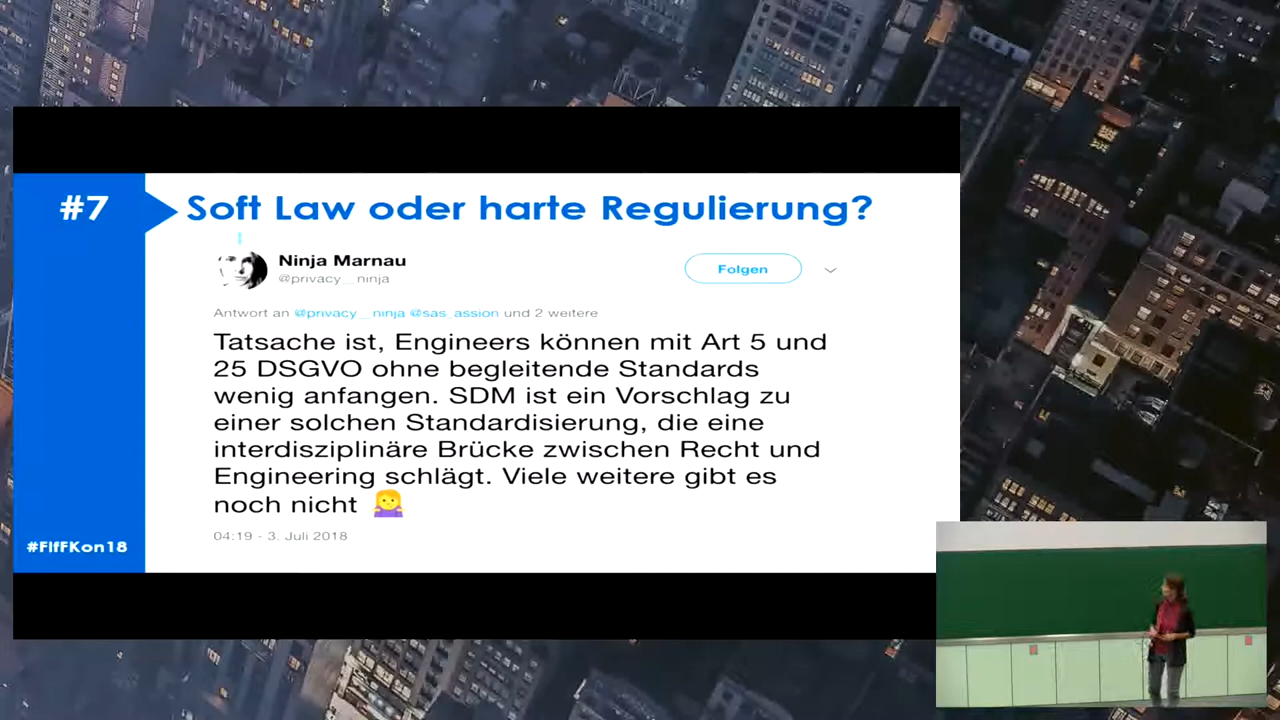 #7
Soft Law oder harte Regulierung?
Ninja Marnau
@privacy__ninja
Folgen
Antwort an @privacy__ninja @sas_assion und 2 weitere
Tatsache ist, Engineers können mit Art 5 und
25 DSGVO ohne begleitende Standards
wenig anfangen. SDM ist ein Vorschlag zu
einer solchen Standardisierung, die eine
interdisziplinäre Brücke zwischen Recht und
Engineering schlägt. Viele weitere gibt es
noch nicht 🤷‍♀️
04:19 - 3. Juli 2018
#FIfFKon18